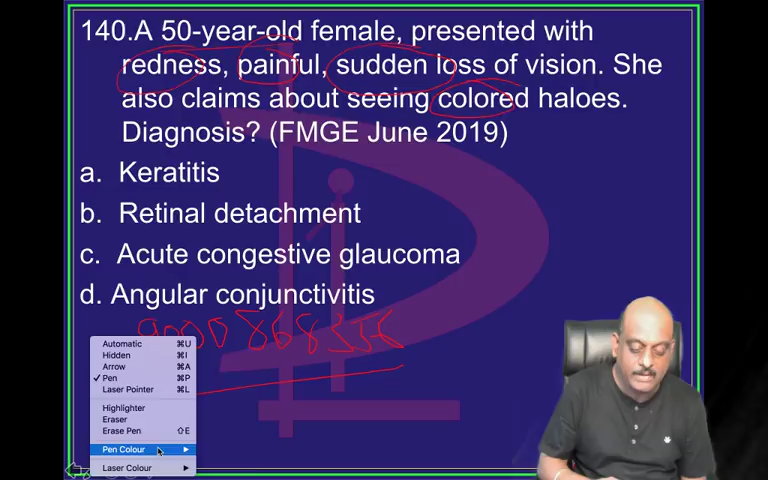 140.A 50-year-old female, presented with
redness, painful, sudden loss of vision. She
also claims about seeing colored haloes.
Diagnosis? (FMGE June 2019)
a. Keratitis
b. Retinal detachment
c. Acute congestive glaucoma
d. Angular conjunctivitis
9000868356
Automatic ⌘U
Hidden ⌘I
Arrow ⌘A
✓ Pen ⌘P
Laser Pointer ⌘L
Highlighter
Eraser
Erase Pen ⇧E
Pen Colour
Laser Colour